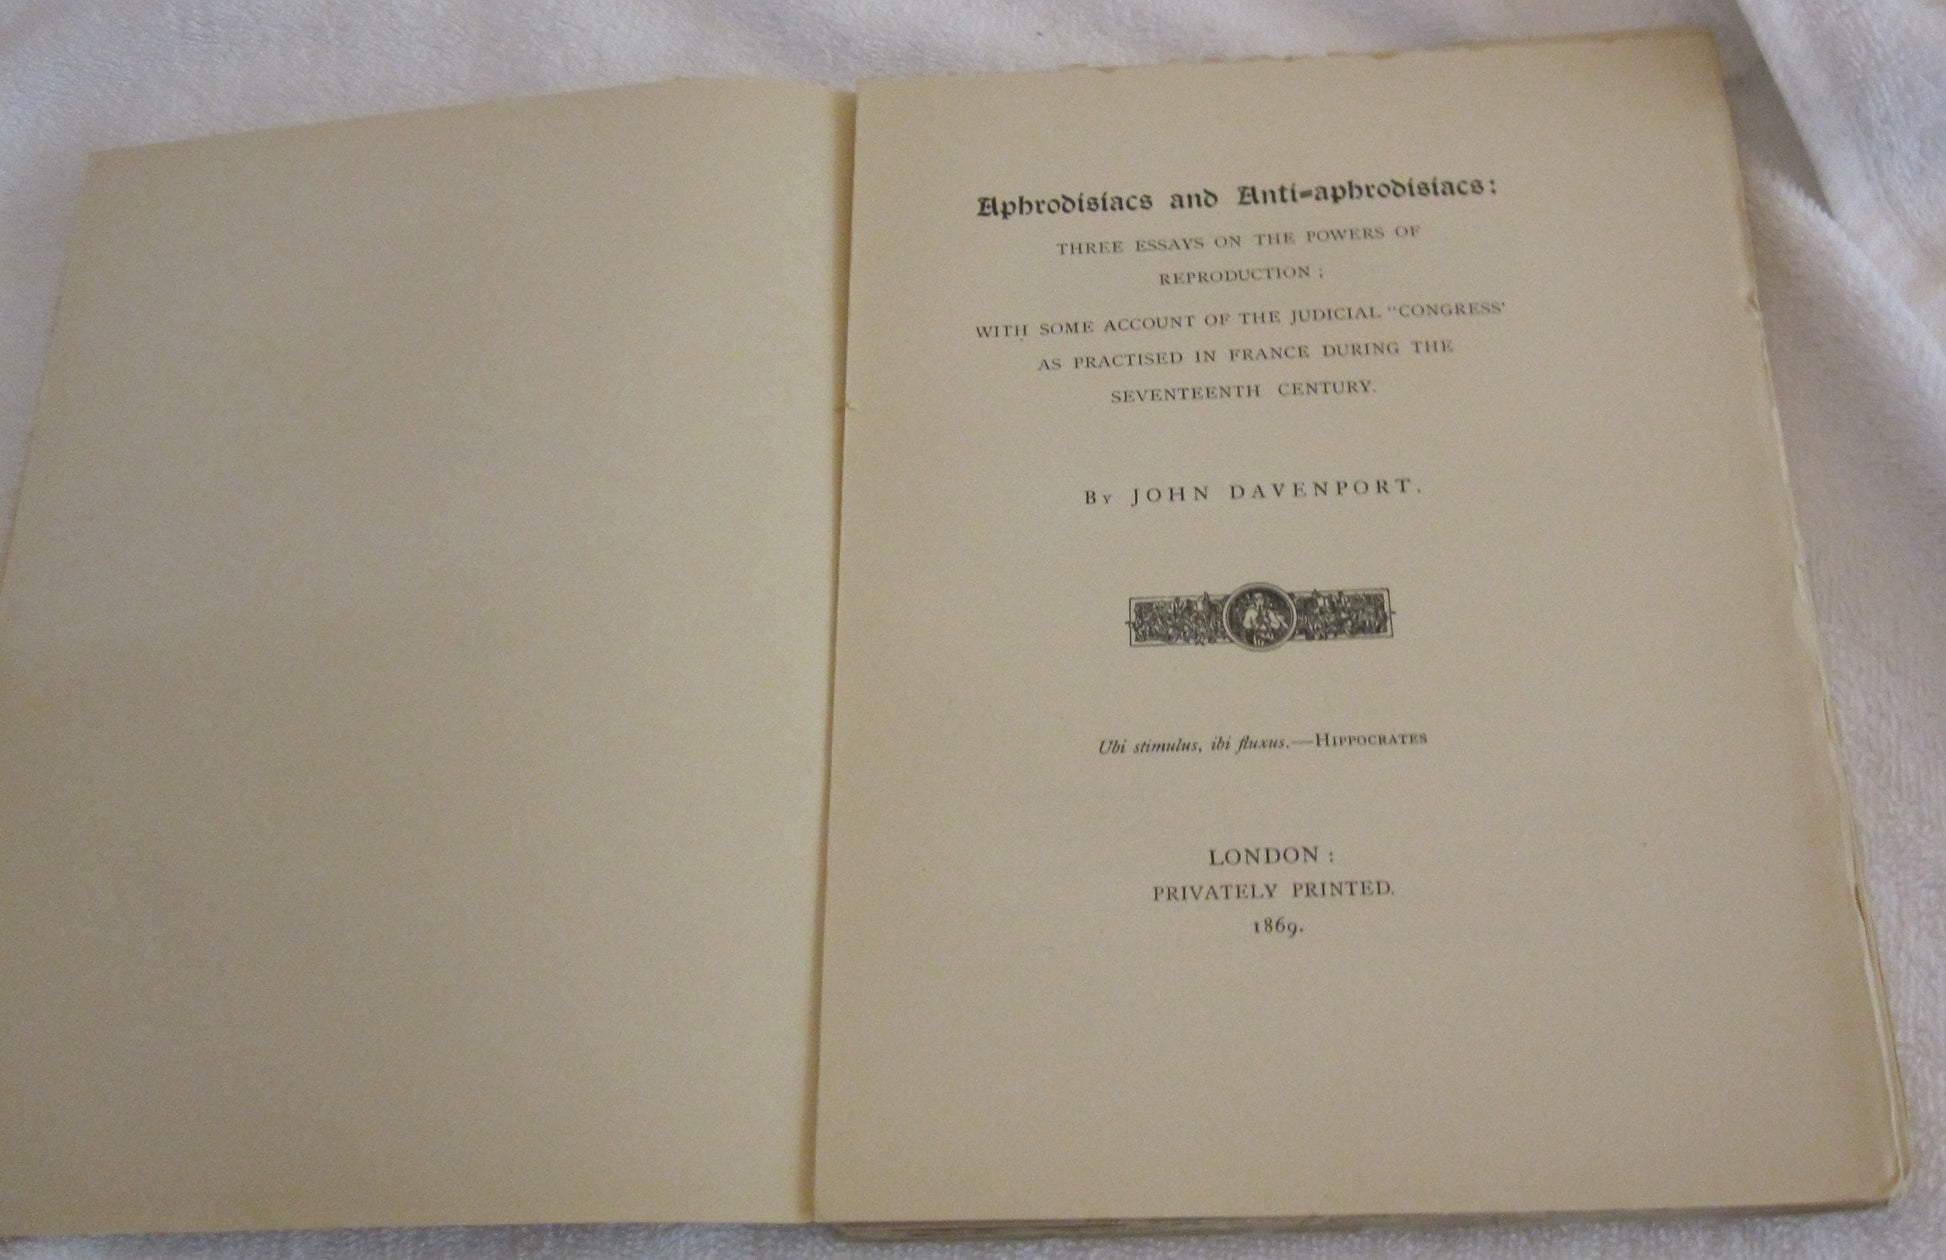 Aphrodisiacs and Anti-aphrodisiacs:
THREE ESSAYS ON THE POWERS OF
REPRODUCTION;
WITH SOME ACCOUNT OF THE JUDICIAL "CONGRESS'
AS PRACTISED IN FRANCE DURING THE
SEVENTEENTH CENTURY.
BY JOHN DAVENPORT.
Ubi stimulus, ibi fluxus.—HIPPOCRATES
LONDON:
PRIVATELY PRINTED.
1869.